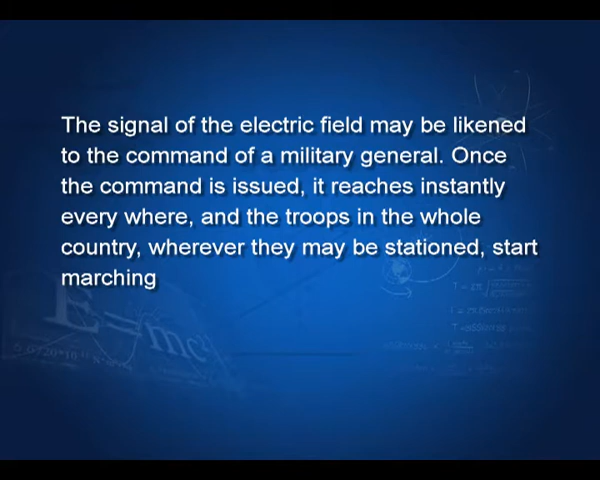 The signal of the electric field may be likened
to the command of a military general. Once
the command is issued, it reaches instantly
every where, and the troops in the whole
country, wherever they may be stationed, start
marching
E=mc²